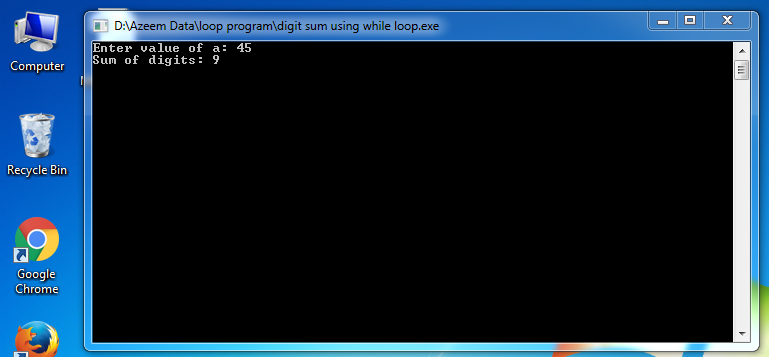 D:\Azeem Data\loop program\digit sum using while loop.exe
Enter value of a: 45
Sum of digits: 9
Computer
Recycle Bin
Google
Chrome